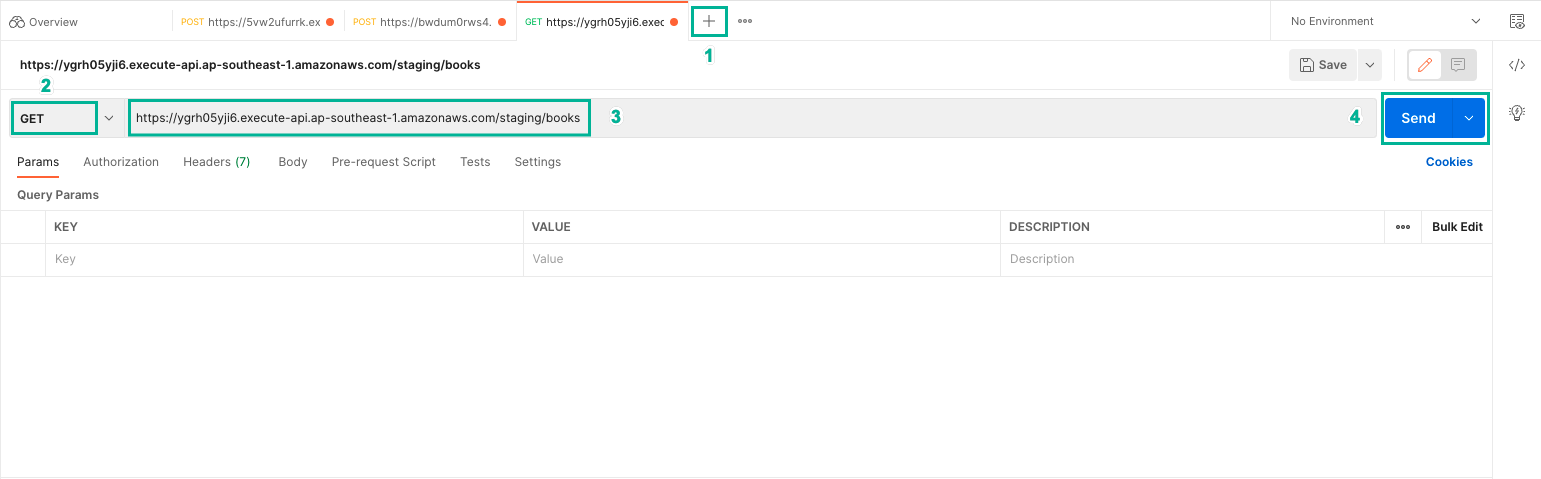 Overview POST https://5vw2ufurrk.ex POST https://bwdum0rws4. GET https://ygrh05yji6.exec No Environment
1
https://ygrh05yji6.execute-api.ap-southeast-1.amazonaws.com/staging/books Save
2
GET https://ygrh05yji6.execute-api.ap-southeast-1.amazonaws.com/staging/books 3 4 Send
Params Authorization Headers (7) Body Pre-request Script Tests Settings Cookies
Query Params
KEY VALUE DESCRIPTION Bulk Edit
Key Value Description